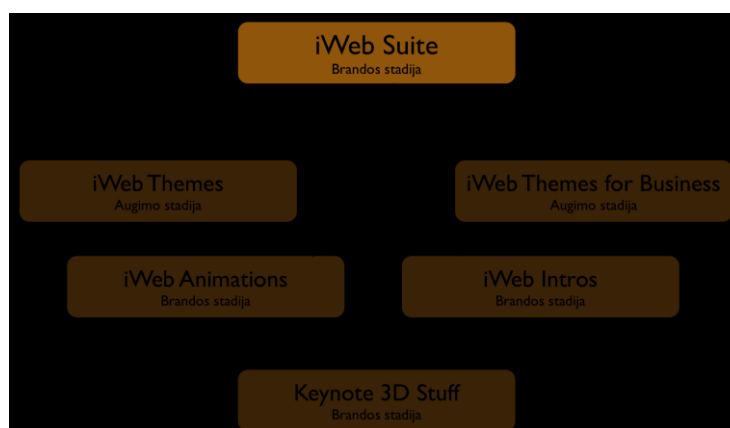 iWeb Suite
Brandos stadija
iWeb Themes
Augimo stadija
iWeb Themes for Business
Augimo stadija
iWeb Animations
Brandos stadija
iWeb Intros
Brandos stadija
Keynote 3D Stuff
Brandos stadija